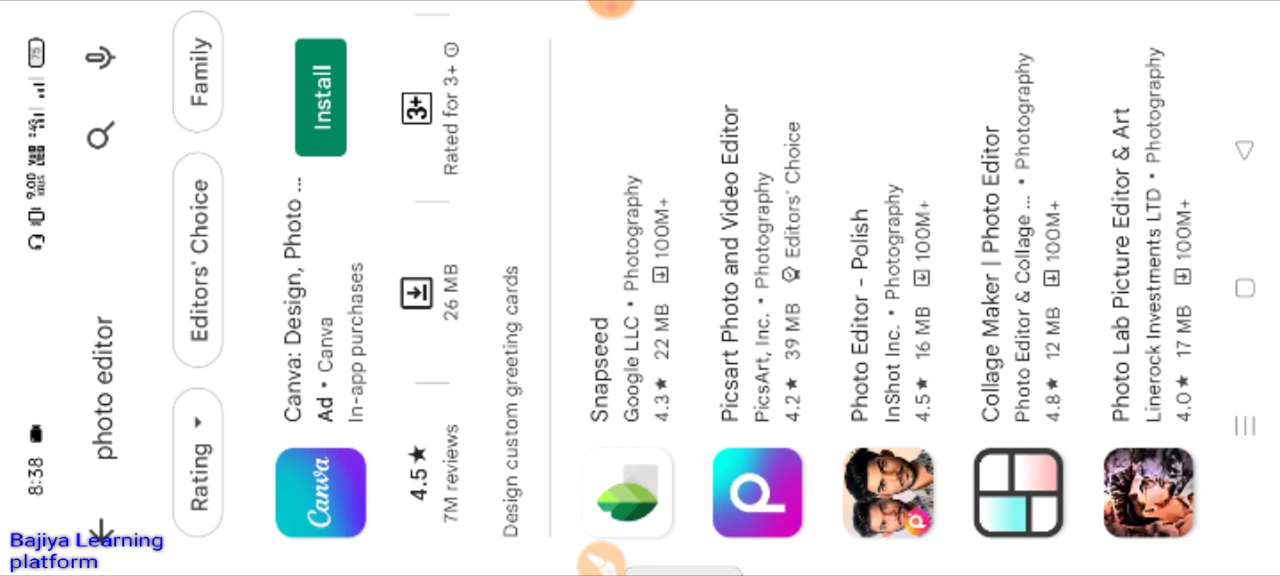 8:38
9.00
KB/S
75
photo editor
Rating
Editors' Choice
Family
Canva
Canva: Design, Photo ...
Ad • Canva
In-app purchases
Install
4.5★
7M reviews
26 MB
3+
Rated for 3+
Design custom greeting cards
Snapseed
Google LLC • Photography
4.3★ 22 MB 100M+
Picsart Photo and Video Editor
PicsArt, Inc. • Photography
4.2★ 39 MB Editors' Choice
Photo Editor - Polish
InShot Inc. • Photography
4.5★ 16 MB 100M+
Collage Maker | Photo Editor
Photo Editor & Collage ... • Photography
4.8★ 12 MB 100M+
Photo Lab Picture Editor & Art
Linerock Investments LTD • Photography
4.0★ 17 MB 100M+
Bajiya Learning
platform